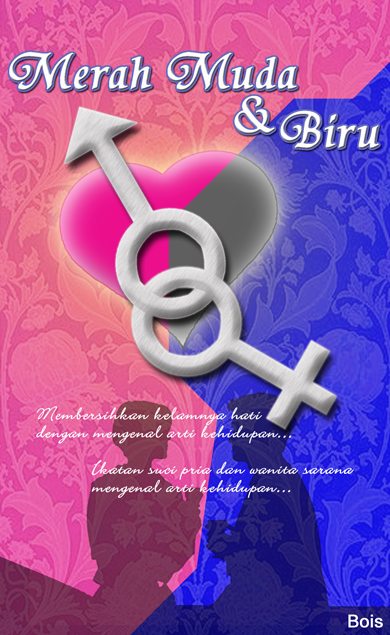 Merah Muda
& Biru
Membersihkan kelamnya hati
dengan mengenal arti kehidupan...
Ikatan suci pria dan wanita sarana
mengenal arti kehidupan...
Bois